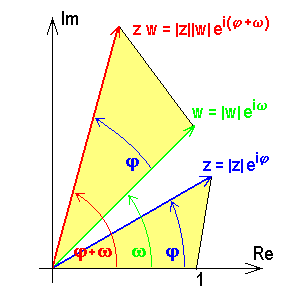 Im
z w = |z||w| e^{i(φ+ω)}
w = |w| e^{iω}
φ
z = |z| e^{iφ}
φ+ω ω φ Re
1